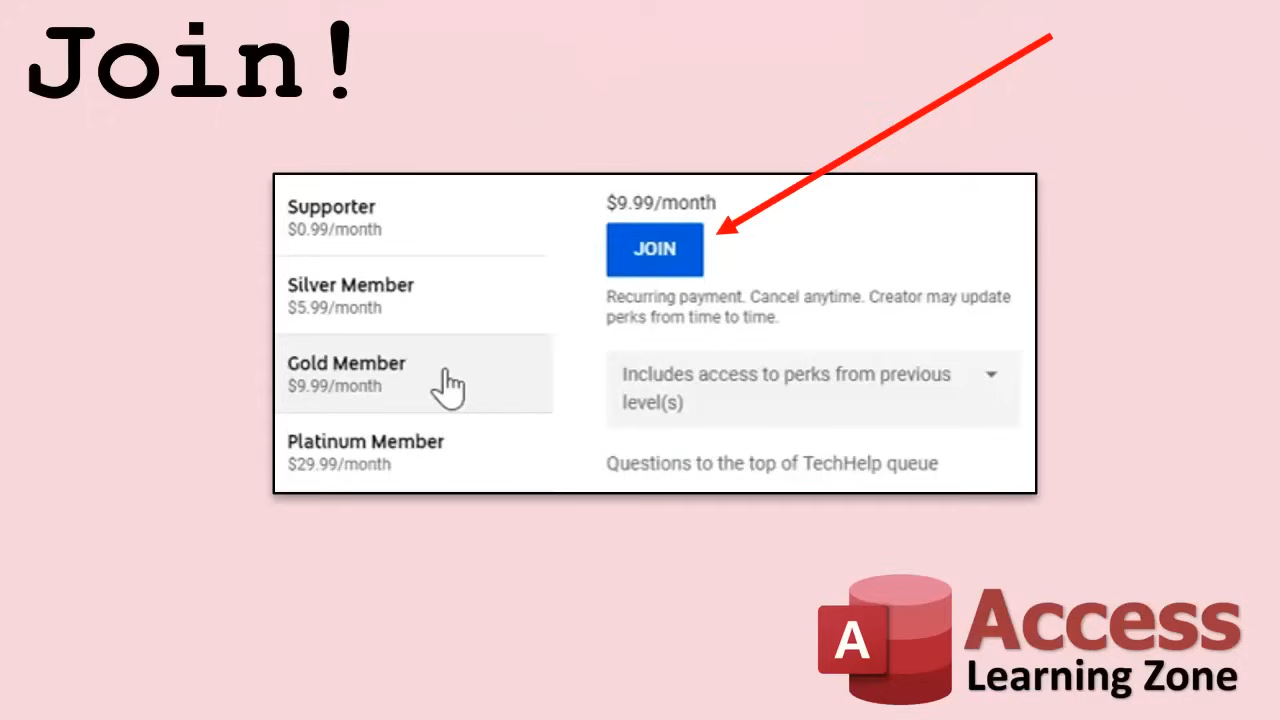 Join!
Supporter
$0.99/month
Silver Member
$5.99/month
Gold Member
$9.99/month
Platinum Member
$29.99/month
$9.99/month
JOIN
Recurring payment. Cancel anytime. Creator may update
perks from time to time.
Includes access to perks from previous
level(s)
Questions to the top of TechHelp queue
A
Access
Learning Zone